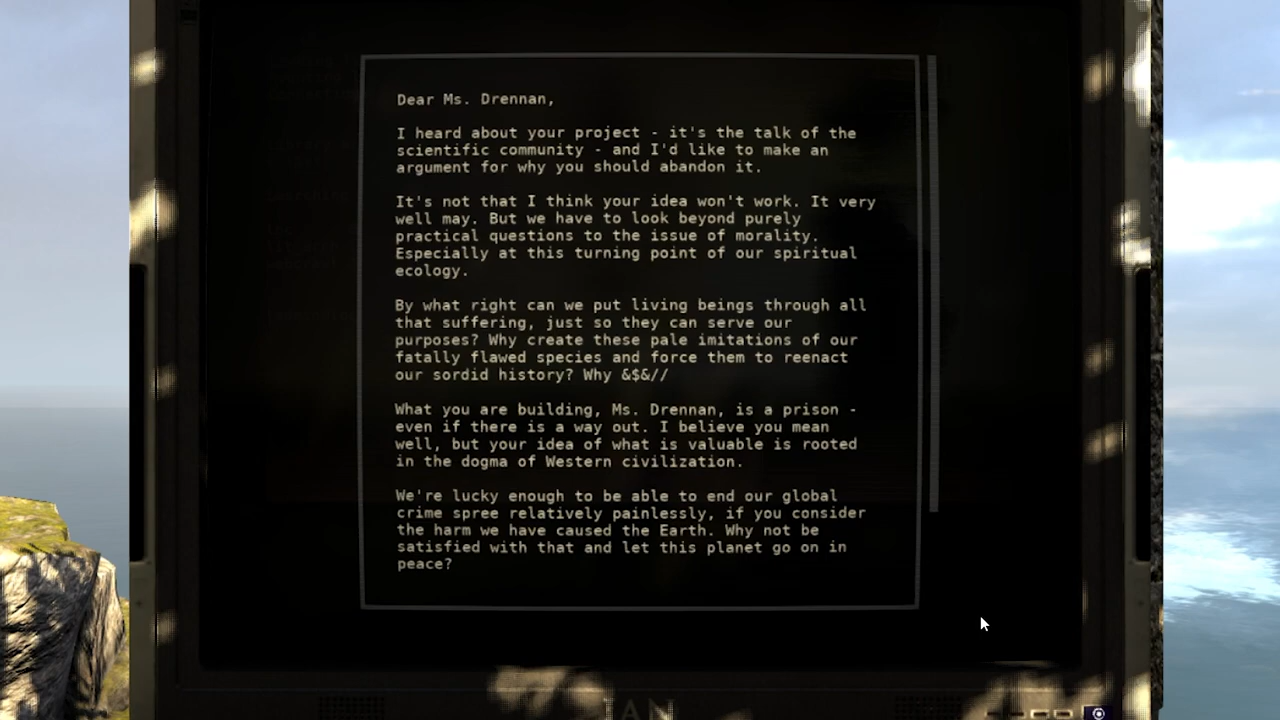 Dear Ms. Drennan,
I heard about your project - it's the talk of the
scientific community - and I'd like to make an
argument for why you should abandon it.
It's not that I think your idea won't work. It very
well may. But we have to look beyond purely
practical questions to the issue of morality.
Especially at this turning point of our spiritual
ecology.
By what right can we put living beings through all
that suffering, just so they can serve our
purposes? Why create these pale imitations of our
fatally flawed species and force them to reenact
our sordid history? Why &$&//
What you are building, Ms. Drennan, is a prison -
even if there is a way out. I believe you mean
well, but your idea of what is valuable is rooted
in the dogma of Western civilization.
We're lucky enough to be able to end our global
crime spree relatively painlessly, if you consider
the harm we have caused the Earth. Why not be
satisfied with that and let this planet go on in
peace?
IAN